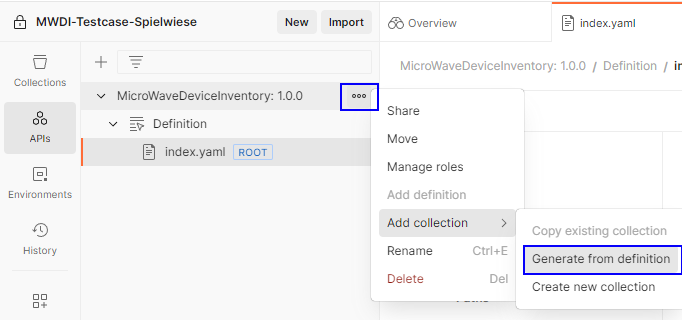 MWDI-Testcase-Spielwiese
New
Import
Overview
index.yaml
Collections
APIs
Environments
History
MicroWaveDeviceInventory: 1.0.0
Definition
index.yaml ROOT
MicroWaveDeviceInventory: 1.0.0 / Definition /
Share
Move
Manage roles
Add definition
Add collection
Rename Ctrl+E
Delete Del
Copy existing collection
Generate from definition
Create new collection